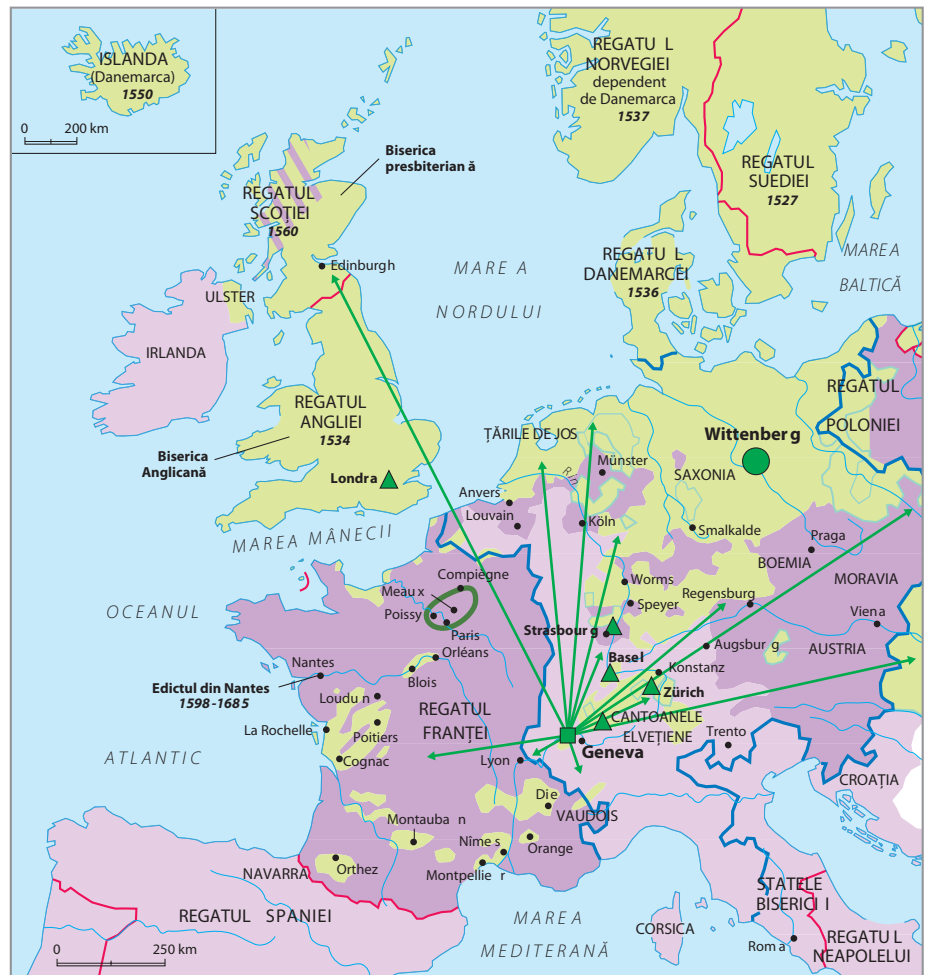 ISLANDA
(Danemarca)
1550
0 200 km
REGATU L
NORVEGIEI
dependent
de Danemarca
1537
REGATUL
SUEDIEI
1527
Biserica
presbiterian ă
REGATUL
SCOȚIEI
1560
Edinburgh
MARE A
NORDULUI
REGATU L
DANEMARCEI
1536
MAREA
BALTICĂ
ULSTER
IRLANDA
REGATUL
ANGLIEI
1534
Biserica
Anglicană
Londra
REGATUL
POLONIEI
ȚĂRILE DE JOS
Wittenber g
Rin
Münster
SAXONIA
Anvers
Louvain
Köln
Smalkalde
MAREA MÂNECII
Praga
BOEMIA
MORAVIA
Compiègne
Meau x
Poissy
Paris
Worms
Speyer
Regensburg
Vien a
OCEANUL
Strasbour g
Augsbur g
AUSTRIA
Orléans
Nantes
Blois
Basel
Konstanz
Edictul din Nantes
1598-1685
Loudu n
Zürich
La Rochelle
Poitiers
REGATUL
FRANȚEI
CANTOANELE
ELVEȚIENE
Trento
ATLANTIC
Cognac
Lyon
Geneva
CROAȚIA
Die
VAUDOIS
Montauba n
Nîme s
Orange
NAVARRA
Orthez
Montpellie r
STATELE
BISERICI I
REGATUL SPANIEI
MAREA
MEDITERANĂ
CORSICA
Rom a
REGATU L
NEAPOLELUI
0 250 km